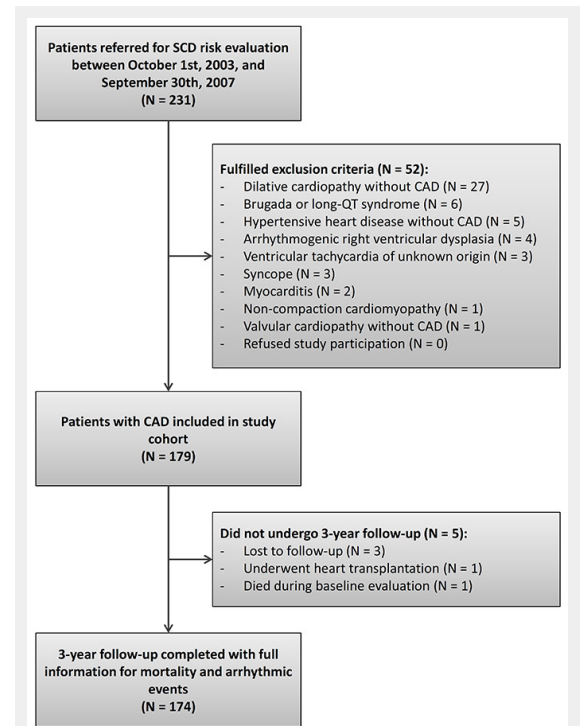 Patients referred for SCD risk evaluation
between October 1st, 2003, and
September 30th, 2007
(N = 231)
Fulfilled exclusion criteria (N = 52):
- Dilative cardiopathy without CAD (N = 27)
- Brugada or long-QT syndrome (N = 6)
- Hypertensive heart disease without CAD (N = 5)
- Arrhythmogenic right ventricular dysplasia (N = 4)
- Ventricular tachycardia of unknown origin (N = 3)
- Syncope (N = 3)
- Myocarditis (N = 2)
- Non-compaction cardiomyopathy (N = 1)
- Valvular cardiopathy without CAD (N = 1)
- Refused study participation (N = 0)
Patients with CAD included in study
cohort
(N = 179)
Did not undergo 3-year follow-up (N = 5):
- Lost to follow-up (N = 3)
- Underwent heart transplantation (N = 1)
- Died during baseline evaluation (N = 1)
3-year follow-up completed with full
information for mortality and arrhythmic
events
(N = 174)